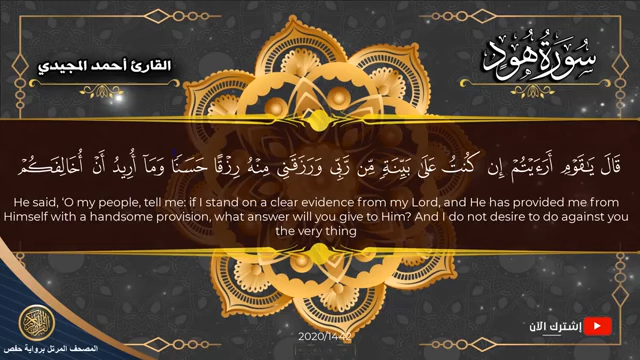 القارئ أحمد المجيدي
سُورَةُ هُودٍ
قَالَ يَٰقَوْمِ أَرَءَيْتُمْ إِن كُنتُ عَلَىٰ بَيِّنَةٍ مِّن رَّبِّي وَرَزَقَنِي مِنْهُ رِزْقًا حَسَنًا وَمَآ أُرِيدُ أَنْ أُخَالِفَكُمْ
He said, ‘O my people, tell me: if I stand on a clear evidence from my Lord, and He has provided me from
Himself with a handsome provision, what answer will you give to Him? And I do not desire to do against you
the very thing
إشترك الآن
2020/1442
المصحف المرتل برواية حفص